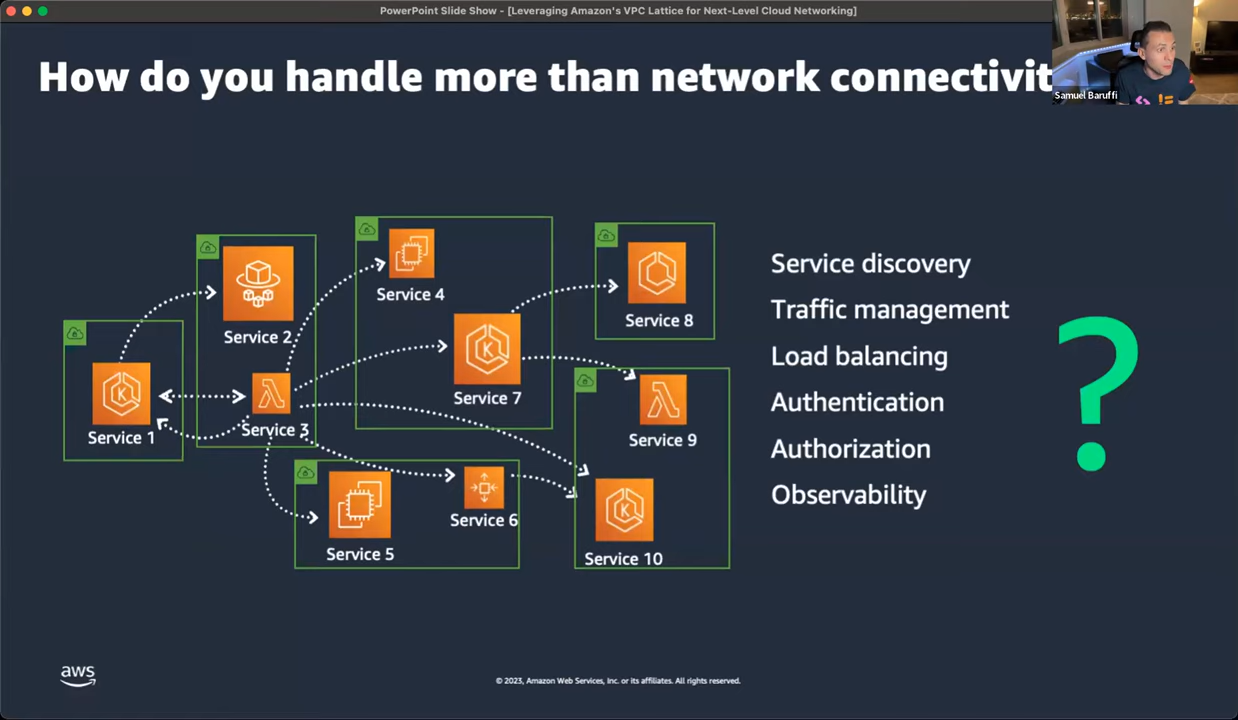 PowerPoint Slide Show - [Leveraging Amazon's VPC Lattice for Next-Level Cloud Networking]
How do you handle more than network connectivit
Samuel Baruffi
Service 1
Service 2
Service 3
Service 4
Service 7
Service 5
Service 6
Service 8
Service 9
Service 10
Service discovery
Traffic management
Load balancing
Authentication
Authorization
Observability
?
aws
© 2023, Amazon Web Services, Inc. or its affiliates. All rights reserved.